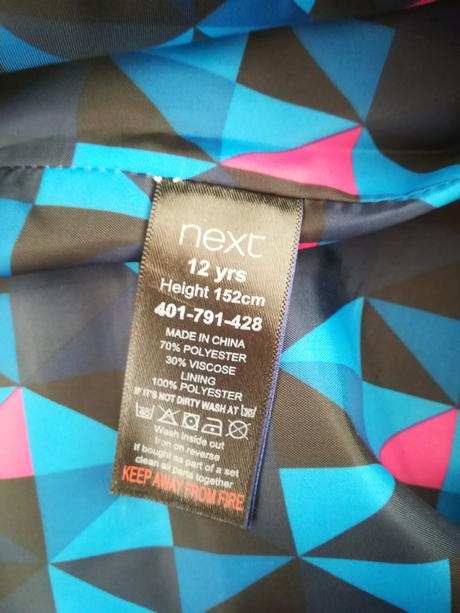 next
12 yrs
Height 152cm
401-791-428
MADE IN CHINA
70% POLYESTER
30% VISCOSE
LINING
100% POLYESTER
IF IT'S NOT DIRTY WASH AT 30
40
Wash inside out
Iron on reverse
If bought as part of a set
clean all parts together
KEEP AWAY FROM FIRE